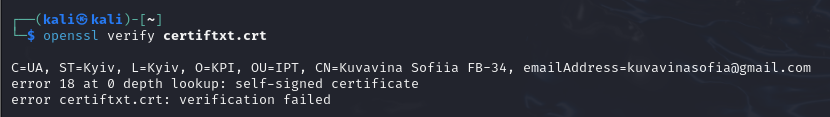 ┌──(kali㉿kali)-[~]
└─$ openssl verify certiftxt.crt
C=UA, ST=Kyiv, L=Kyiv, O=KPI, OU=IPT, CN=Kuvavina Sofiia FB-34, emailAddress=kuvavinasofia@gmail.com
error 18 at 0 depth lookup: self-signed certificate
error certiftxt.crt: verification failed